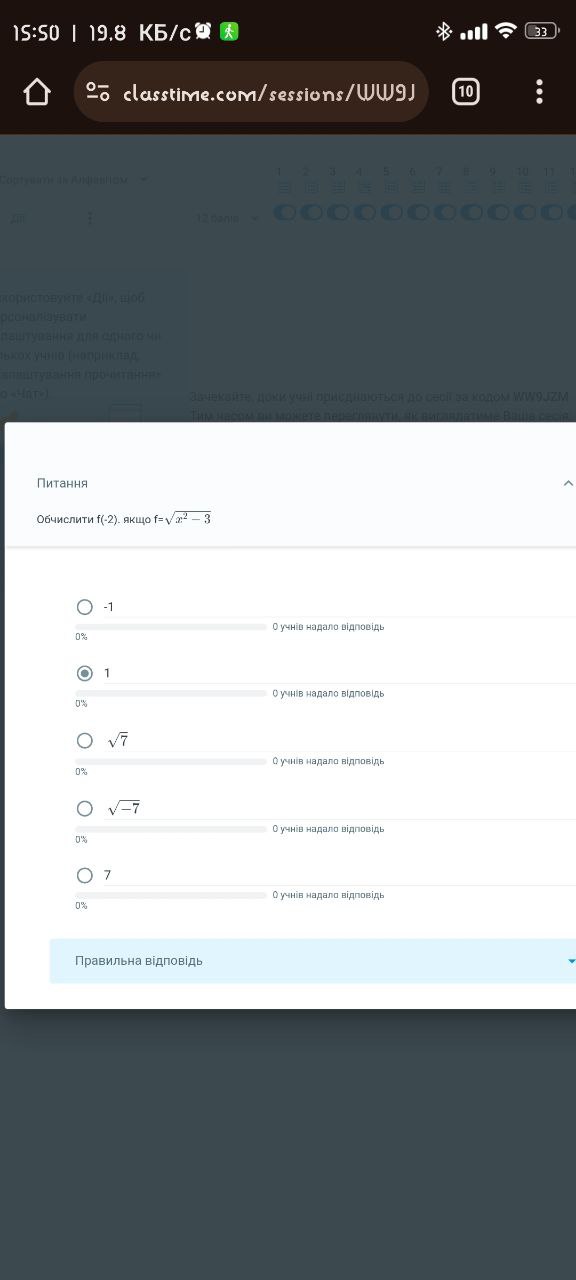 15:50 | 19.8 КБ/с
33
classtime.com/sessions/WW9J
10
Сортувати за Алфавітом
1 2 3 4 5 6 7 8 9 10 11
Дії
12 балів
користовуйте «Дії», щоб
рсоналізувати
лаштування для одного чи
лькох учнів (наприклад,
алаштування прочитання»
о «Чат»).
Зачекайте, доки учні приєднаються до сесії за кодом WW9JZM
Тим часом ви можете переглянути, як виглядатиме Ваша сесія
Питання
Обчислити f(-2). якщо f=√x² − 3
-1
0 учнів надало відповідь
0%
1
0 учнів надало відповідь
0%
√7
0 учнів надало відповідь
0%
√−7
0 учнів надало відповідь
0%
7
0 учнів надало відповідь
0%
Правильна відповідь